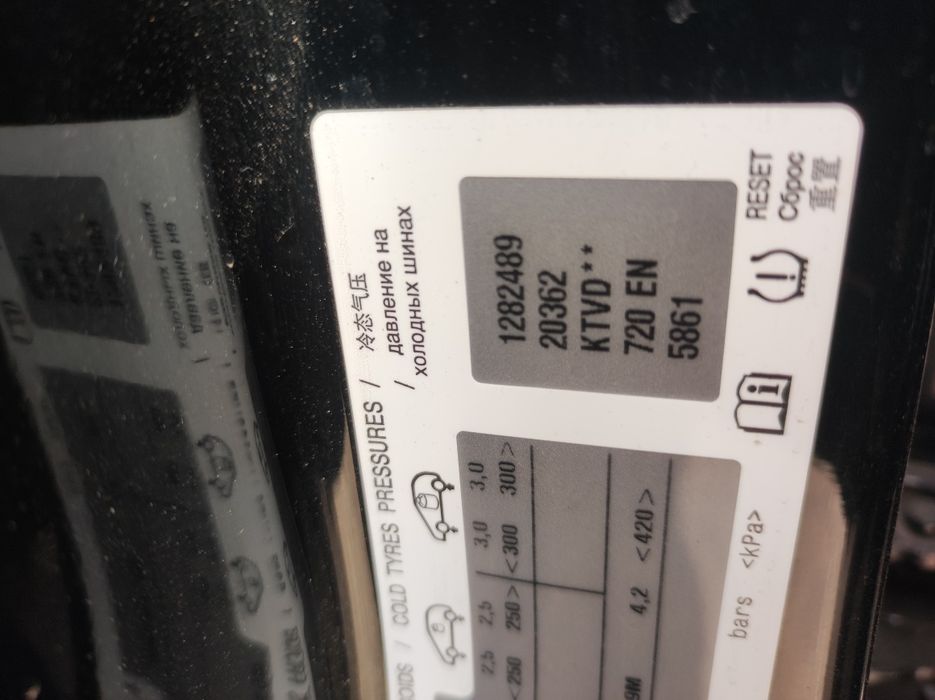 OIDS / COLD TYRES PRESSURES / 冷态气压
/ давление на
холодных шинах
2,5 2,5 3,0 3,0
<250 250> <300 300>
9M 4,2 <420>
1282489
20362
KTVD**
720 EN
5861
bars <kPa>
RESET
Сброс
重置